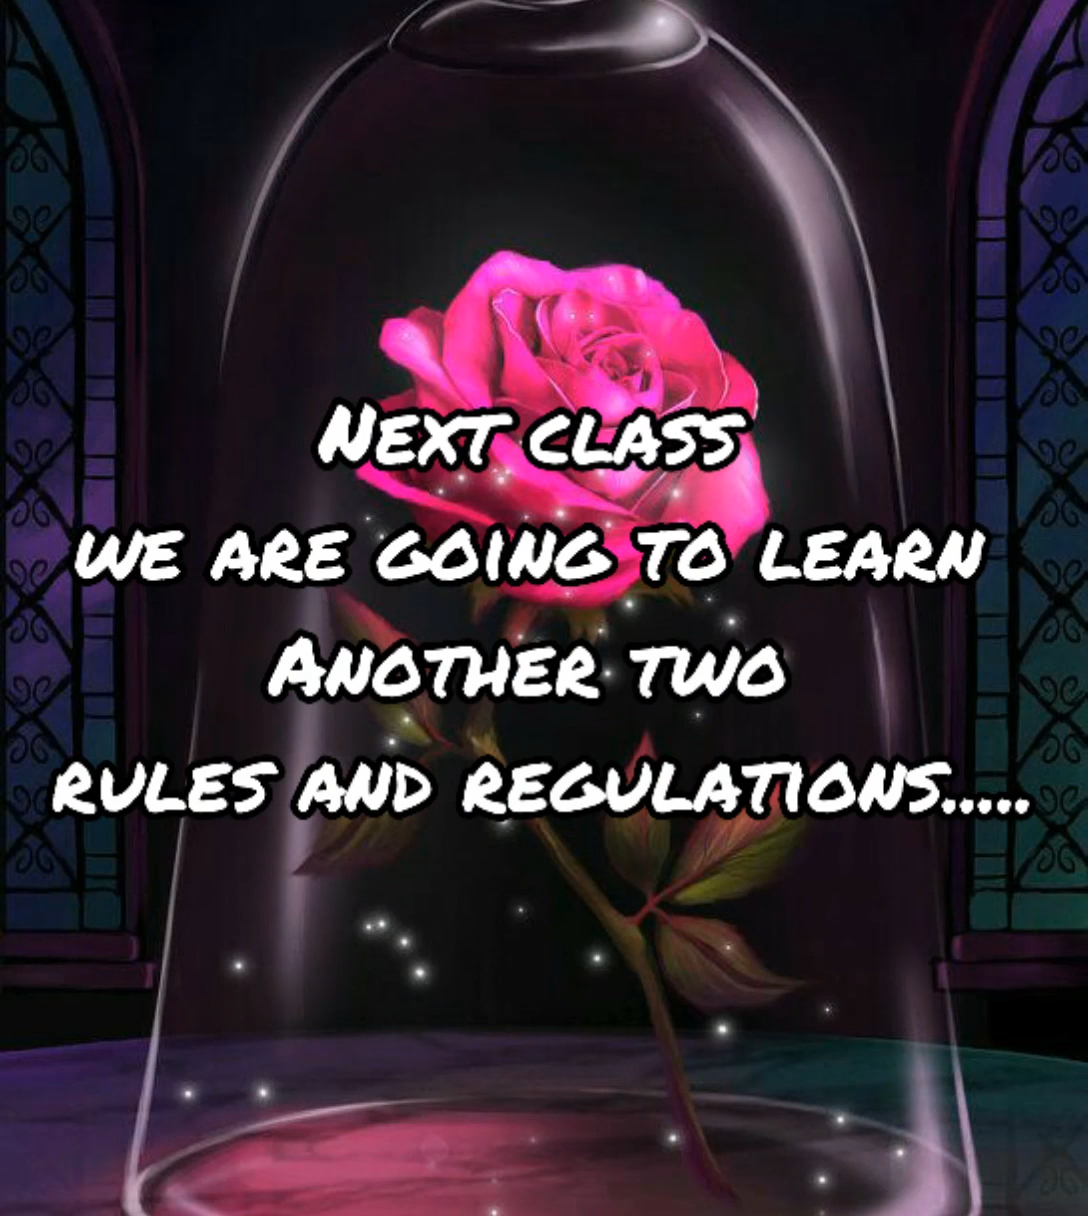 Next class
we are going to learn
Another two
rules and regulations.....